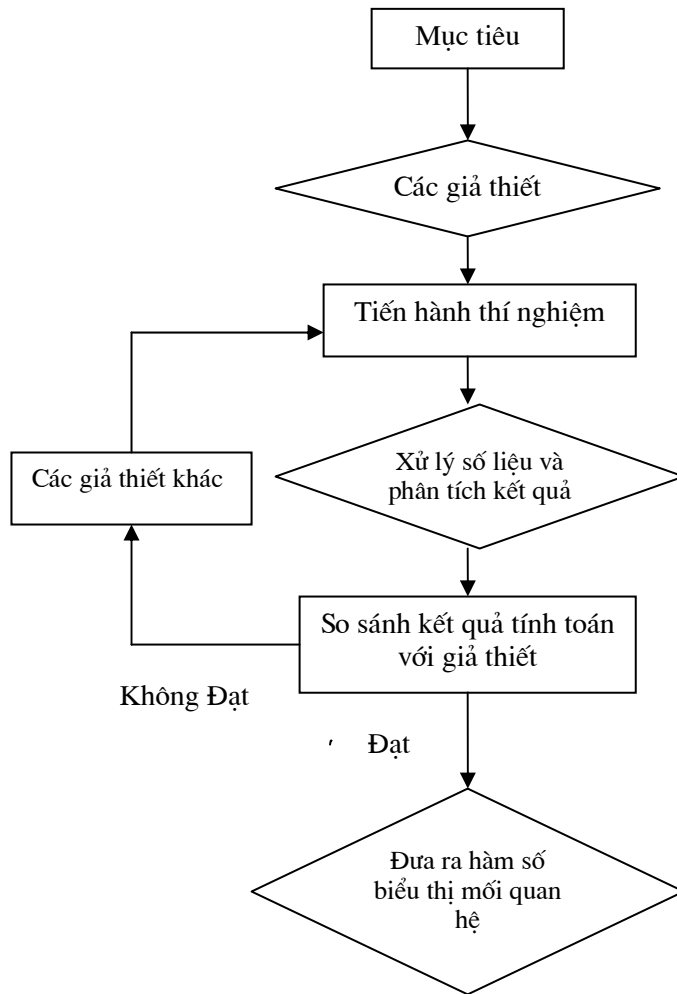 Mục tiêu
Các giả thiết
Tiến hành thí nghiệm
Xử lý số liệu và
phân tích kết quả
Các giả thiết khác
So sánh kết quả tính toán
với giả thiết
Không Đạt
' Đạt
Đưa ra hàm số
biểu thị mối quan
hệ